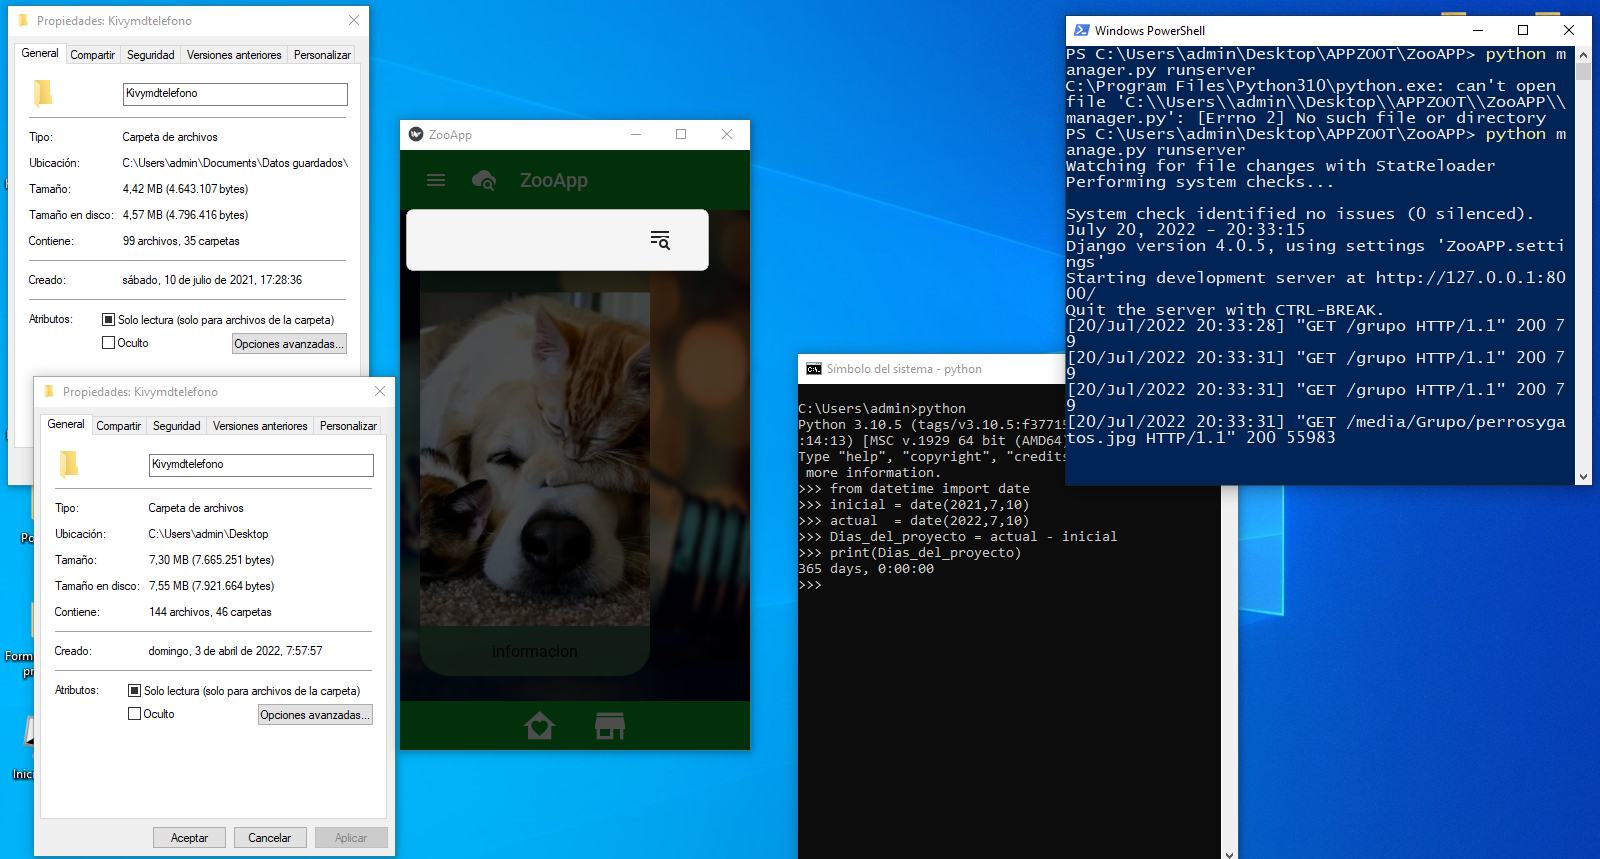 Propiedades: Kivymdtelefono
General Compartir Seguridad Versiones anteriores Personalizar
Kivymdtelefono
Tipo: Carpeta de archivos
Ubicación: C:\Users\admin\Documents\Datos guardados\
Tamaño: 4,42 MB (4.643.107 bytes)
Tamaño en disco: 4,57 MB (4.796.416 bytes)
Contiene: 99 archivos, 35 carpetas
Creado: sábado, 10 de julio de 2021, 17:28:36
Atributos: Solo lectura (solo para archivos de la carpeta)
Oculto Opciones avanzadas...
Propiedades: Kivymdtelefono
General Compartir Seguridad Versiones anteriores Personalizar
Kivymdtelefono
Tipo: Carpeta de archivos
Ubicación: C:\Users\admin\Desktop
Tamaño: 7,30 MB (7.665.251 bytes)
Tamaño en disco: 7,55 MB (7.921.664 bytes)
Contiene: 144 archivos, 46 carpetas
Creado: domingo, 3 de abril de 2022, 7:57:57
Atributos: Solo lectura (solo para archivos de la carpeta)
Oculto Opciones avanzadas...
Aceptar Cancelar Aplicar
Po
Form
pr
Inici
ZooApp
ZooApp
informacion
Símbolo del sistema - python
C:\Users\admin>python
Python 3.10.5 (tags/v3.10.5:f37715
:14:13) [MSC v.1929 64 bit (AMD64
Type "help", "copyright", "credits
more information.
>>> from datetime import date
>>> inicial = date(2021,7,10)
>>> actual  = date(2022,7,10)
>>> Dias_del_proyecto = actual - inicial
>>> print(Dias_del_proyecto)
365 days, 0:00:00
>>>
Windows PowerShell
PS C:\Users\admin\Desktop\APPZOOT\ZooAPP> python m
anager.py runserver
C:\Program Files\Python310\python.exe: can't open
file 'C:\\Users\\admin\\Desktop\\APPZOOT\\ZooAPP\\
manager.py': [Errno 2] No such file or directory
PS C:\Users\admin\Desktop\APPZOOT\ZooAPP> python m
anage.py runserver
Watching for file changes with StatReloader
Performing system checks...
System check identified no issues (0 silenced).
July 20, 2022 - 20:33:15
Django version 4.0.5, using settings 'ZooAPP.setti
ngs'
Starting development server at http://127.0.0.1:80
00/
Quit the server with CTRL-BREAK.
[20/Jul/2022 20:33:28] "GET /grupo HTTP/1.1" 200 7
9
[20/Jul/2022 20:33:31] "GET /grupo HTTP/1.1" 200 7
9
[20/Jul/2022 20:33:31] "GET /grupo HTTP/1.1" 200 7
9
[20/Jul/2022 20:33:31] "GET /media/Grupo/perrosyga
tos.jpg HTTP/1.1" 200 55983